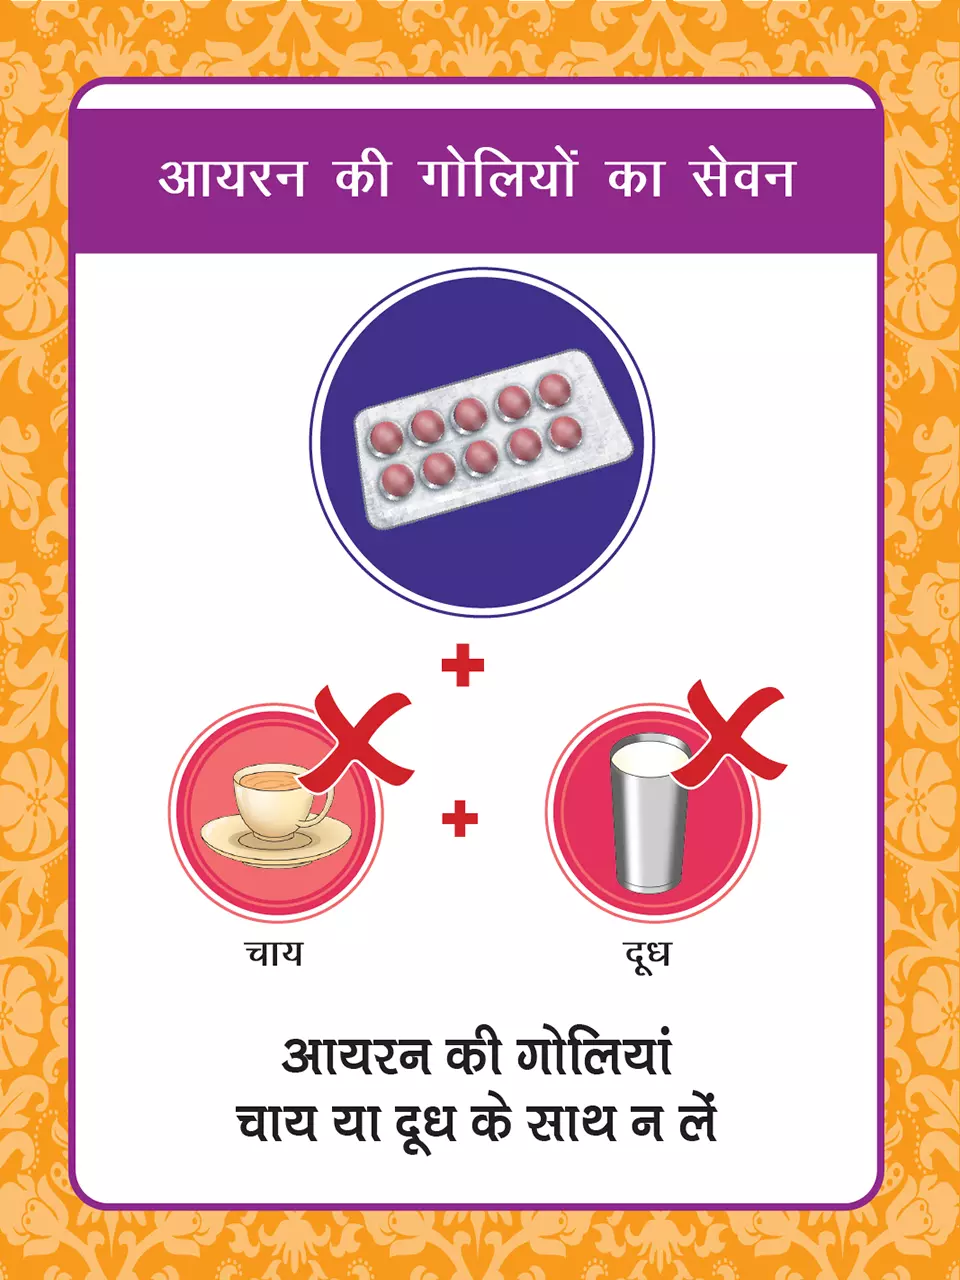 आयरन की गोलियों का सेवन
चाय
दूध
आयरन की गोलियां
चाय या दूध के साथ न लें